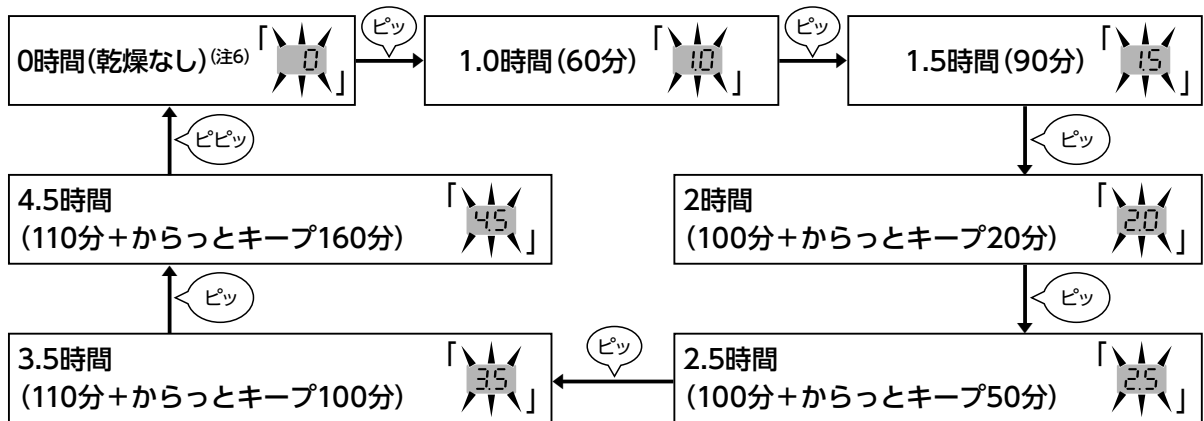 0時間(乾燥なし)(注6)「0」
ピッ
1.0時間(60分)「1.0」
ピッ
1.5時間(90分)「1.5」
ピッ
2時間
(100分+からっとキープ20分)「2.0」
ピッ
2.5時間
(100分+からっとキープ50分)「2.5」
ピッ
3.5時間
(110分+からっとキープ100分)「3.5」
ピッ
4.5時間
(110分+からっとキープ160分)「4.5」
ピピッ